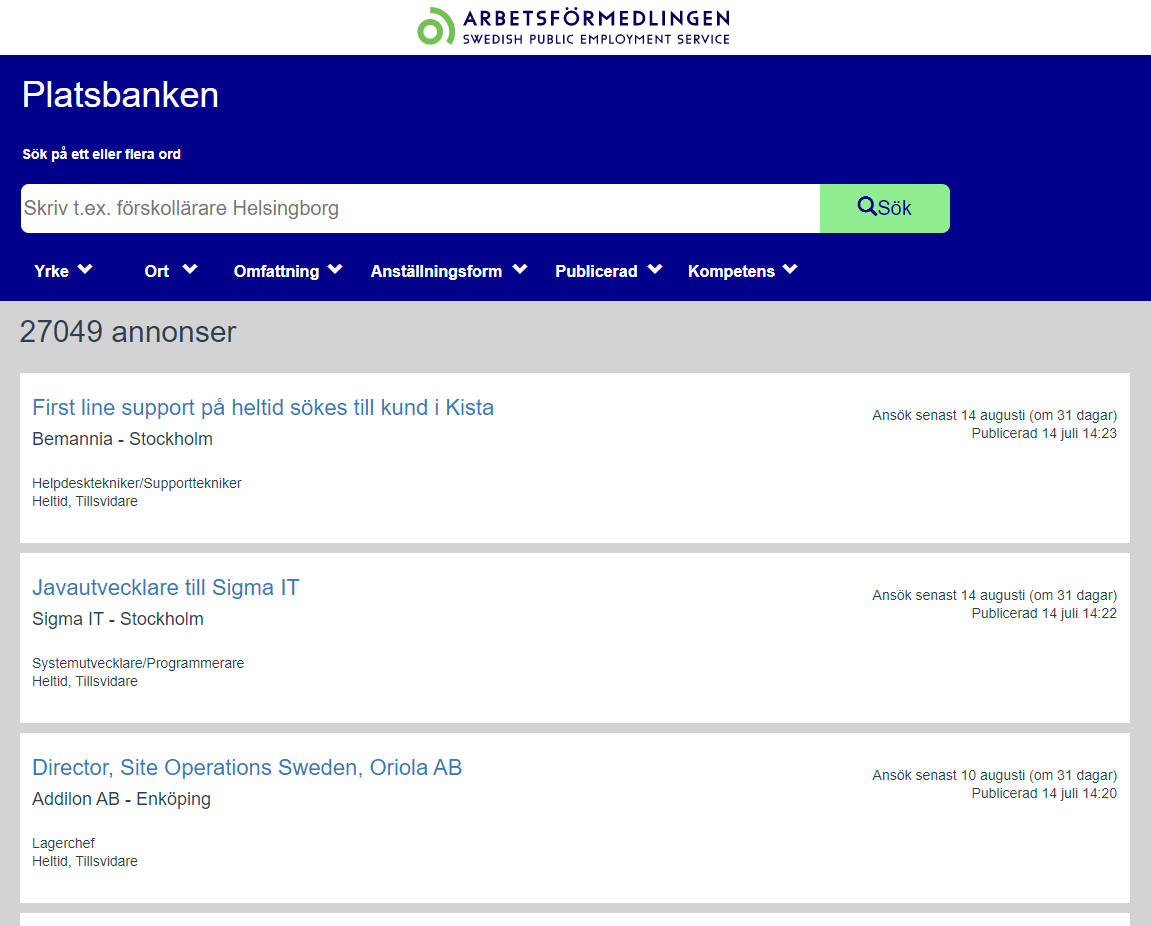 ARBETSFÖRMEDLINGEN
SWEDISH PUBLIC EMPLOYMENT SERVICE
Platsbanken
Sök på ett eller flera ord
Skriv t.ex. förskollärare Helsingborg Sök
Yrke Ort Omfattning Anställningsform Publicerad Kompetens
27049 annonser
First line support på heltid sökes till kund i Kista
Bemannia - Stockholm
Ansök senast 14 augusti (om 31 dagar)
Publicerad 14 juli 14:23
Helpdesktekniker/Supporttekniker
Heltid, Tillsvidare
Javautvecklare till Sigma IT
Sigma IT - Stockholm
Ansök senast 14 augusti (om 31 dagar)
Publicerad 14 juli 14:22
Systemutvecklare/Programmerare
Heltid, Tillsvidare
Director, Site Operations Sweden, Oriola AB
Addilon AB - Enköping
Ansök senast 10 augusti (om 31 dagar)
Publicerad 14 juli 14:20
Lagerchef
Heltid, Tillsvidare